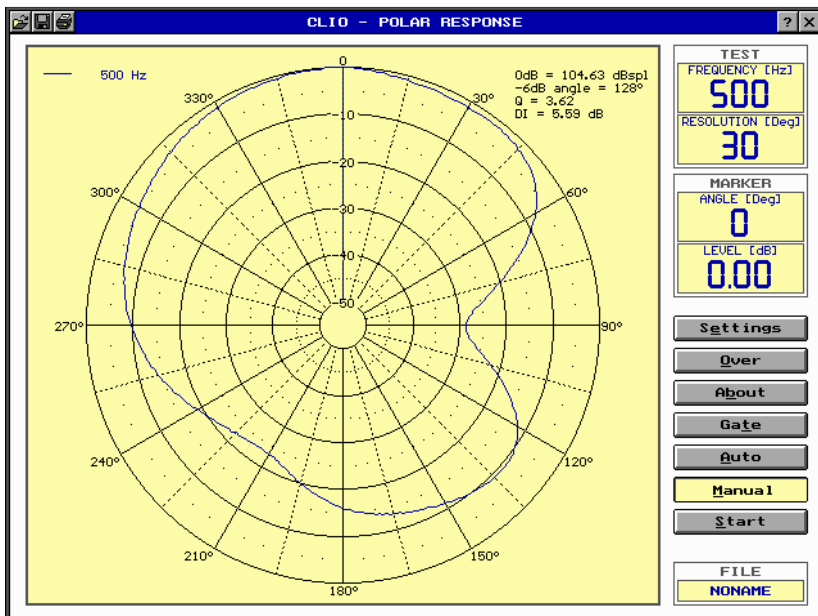 CLIO - POLAR RESPONSE
? X
500 Hz
0dB = 104.63 dBspl
-6dB angle = 128°
Q = 3.62
DI = 5.59 dB
0
30°
60°
90°
120°
150°
180°
210°
240°
270°
300°
330°
-10
-20
-30
-40
-50
TEST
FREQUENCY [Hz]
500
RESOLUTION [Deg]
30
MARKER
ANGLE [Deg]
0
LEVEL [dB]
0.00
Settings
Over
About
Gate
Auto
Manual
Start
FILE
NONAME